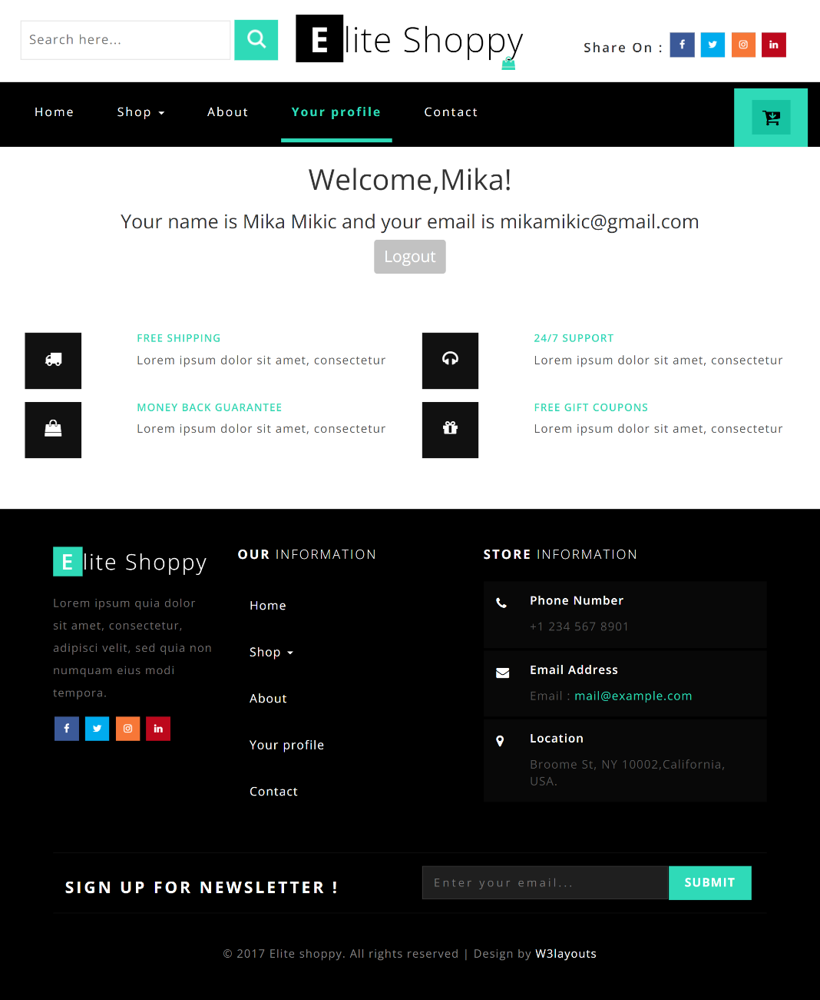 Search here...
Elite Shoppy
Share On :
Home
Shop
About
Your profile
Contact
Welcome,Mika!
Your name is Mika Mikic and your email is mikamikic@gmail.com
Logout
FREE SHIPPING
Lorem ipsum dolor sit amet, consectetur
24/7 SUPPORT
Lorem ipsum dolor sit amet, consectetur
MONEY BACK GUARANTEE
Lorem ipsum dolor sit amet, consectetur
FREE GIFT COUPONS
Lorem ipsum dolor sit amet, consectetur
Elite Shoppy
Lorem ipsum quia dolor
sit amet, consectetur,
adipisci velit, sed quia non
numquam eius modi
tempora.
OUR INFORMATION
Home
Shop
About
Your profile
Contact
STORE INFORMATION
Phone Number
+1 234 567 8901
Email Address
Email : mail@example.com
Location
Broome St, NY 10002,California,
USA.
SIGN UP FOR NEWSLETTER !
Enter your email...
SUBMIT
© 2017 Elite shoppy. All rights reserved | Design by W3layouts